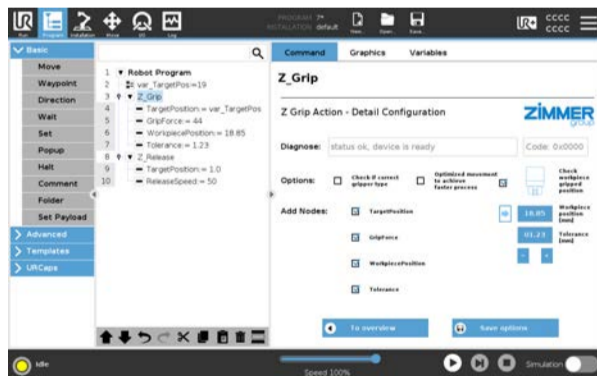 UR
UR+
cccc
cccc
Run
Program
Installation
Move
I/O
Log
PROGRAM
INSTALLATION default
New...
Open...
Save...
Basic
Move
Waypoint
Direction
Wait
Set
Popup
Halt
Comment
Folder
Set Payload
Advanced
Templates
URCaps
1 Robot Program
2 var_TargetPos:=19
3 Z_Grip
4 TargetPosition:= var_TargetPos
5 GripForce:= 44
6 WorkpiecePosition:= 18.85
7 Tolerance:= 1.23
8 Z_Release
9 TargetPosition:= 1.0
10 ReleaseSpeed:= 50
Command
Graphics
Variables
Z_Grip
Z Grip Action - Detail Configuration
ZIMMER
group
Diagnose:
status ok, device is ready
Code: 0x0000
Options:
Check if correct
gripper type
Optimized movement
to achieve
faster process
Check
workpiece
gripped
position
Add Nodes:
TargetPosition
18.85
Workpiece
position
[mm]
GripForce
01.23
Tolerance
[mm]
WorkpiecePosition
Tolerance
To overview
Save options
Idle
Speed 100%
Simulation